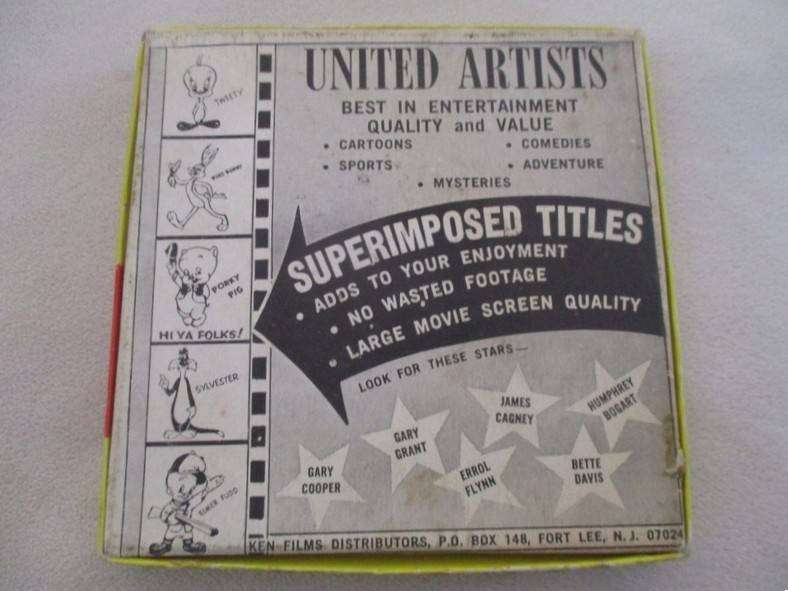 UNITED ARTISTS
BEST IN ENTERTAINMENT
QUALITY and VALUE
• CARTOONS • COMEDIES
• SPORTS • ADVENTURE
• MYSTERIES
SUPERIMPOSED TITLES
• ADDS TO YOUR ENJOYMENT
• NO WASTED FOOTAGE
• LARGE MOVIE SCREEN QUALITY
LOOK FOR THESE STARS—
GARY
COOPER
GARY
GRANT
JAMES
CAGNEY
ERROL
FLYNN
HUMPHREY
BOGART
BETTE
DAVIS
TWEETY
BUGS BUNNY
PORKY
PIG
HI YA FOLKS!
SYLVESTER
ELMER FUDD
KEN FILMS DISTRIBUTORS, P.O. BOX 148, FORT LEE, N.J. 07024